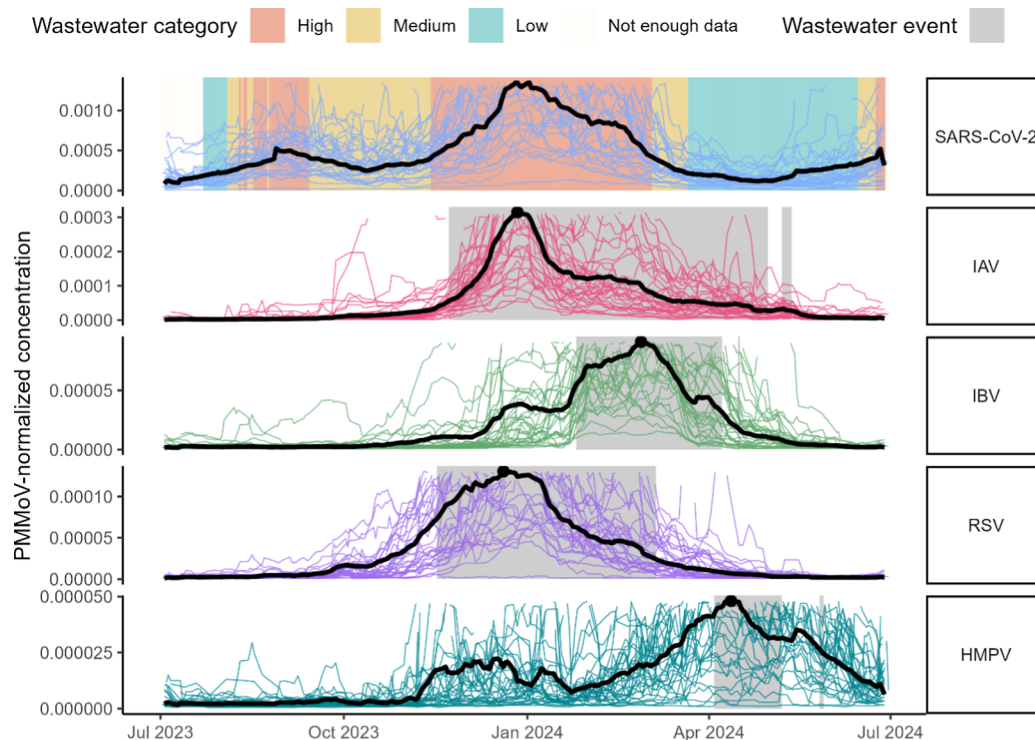 Wastewater category High Medium Low Not enough data Wastewater event
PMMoV-normalized concentration
0.0010
0.0005
0.0000
SARS-CoV-2
0.0003
0.0002
0.0001
0.0000
IAV
0.00005
0.00000
IBV
0.00010
0.00005
0.00000
RSV
0.000050
0.000025
0.000000
HMPV
Jul 2023 Oct 2023 Jan 2024 Apr 2024 Jul 2024